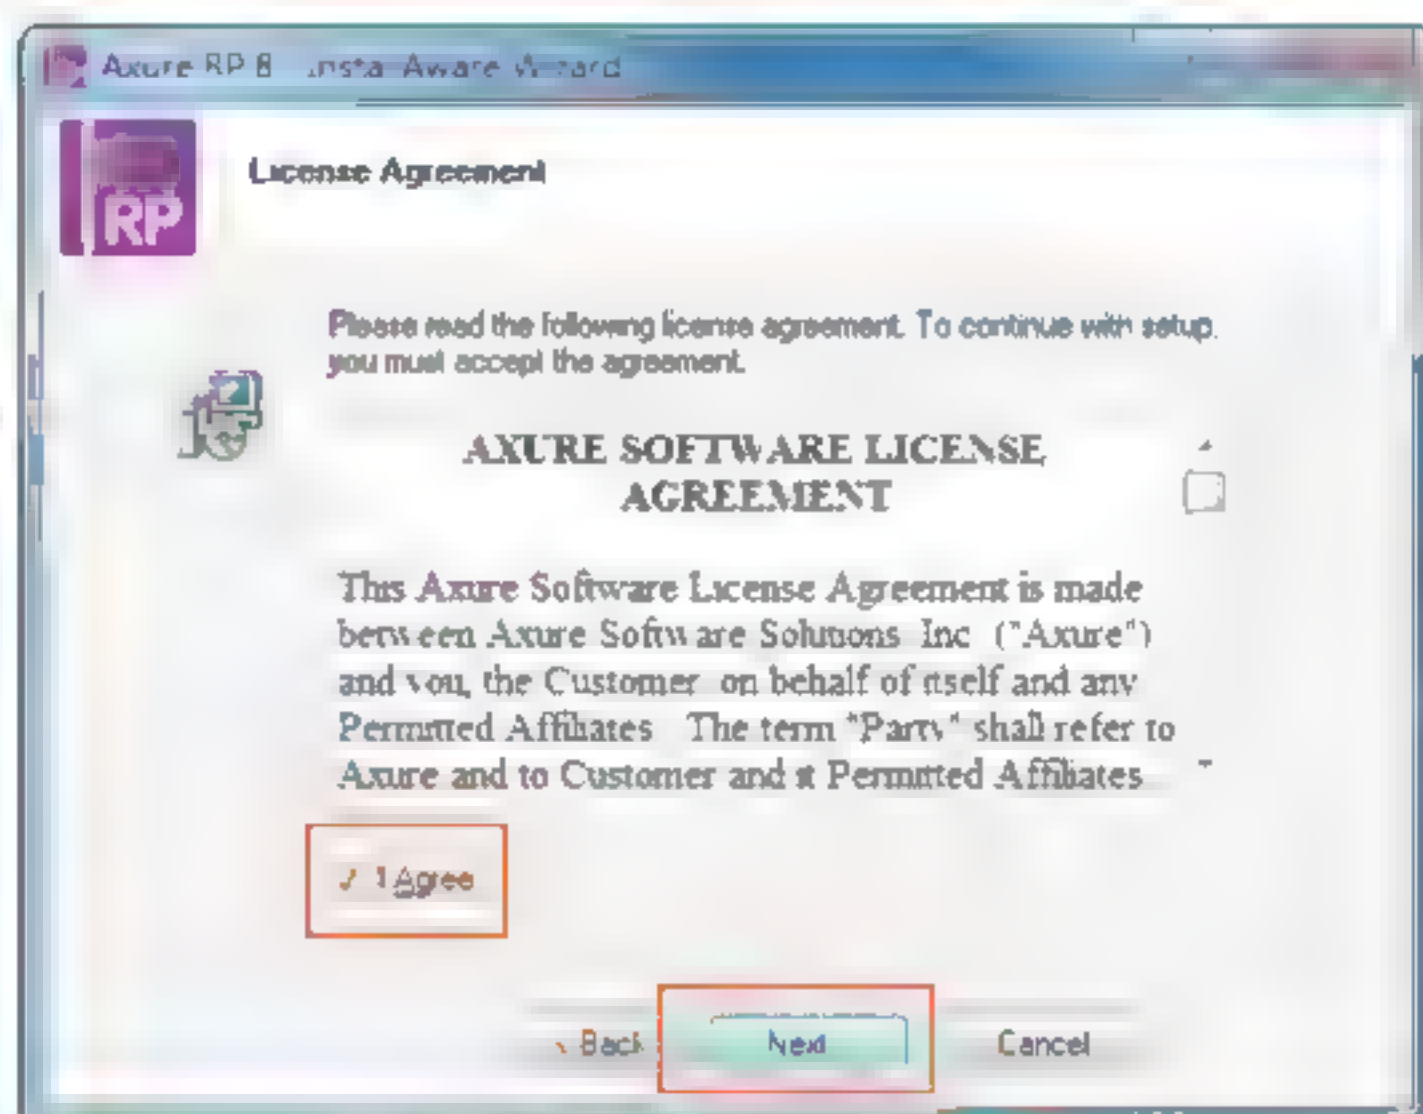 Axure RP 8 InstallAware Wizard
RP
License Agreement
Please read the following license agreement. To continue with setup,
you must accept the agreement.
AXURE SOFTWARE LICENSE
AGREEMENT
This Axure Software License Agreement is made
between Axure Software Solutions Inc ("Axure")
and you, the Customer on behalf of itself and any
Permitted Affiliates The term "Party" shall refer to
Axure and to Customer and it Permitted Affiliates
I Agree
< Back
Next
Cancel